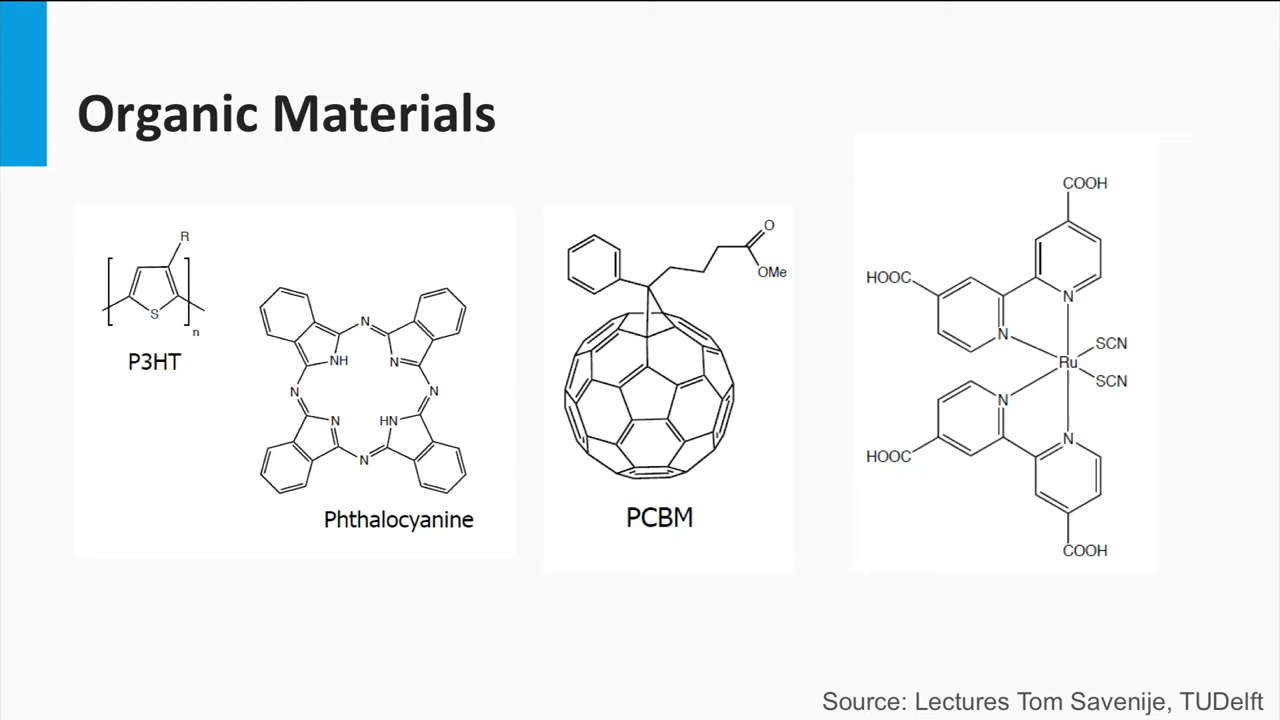 Organic Materials
R
S
n
P3HT
N
NH
N
N
N
N
HN
N
Phthalocyanine
O
OMe
PCBM
COOH
HOOC
N
N
SCN
Ru
SCN
N
N
HOOC
COOH
Source: Lectures Tom Savenije, TUDelft